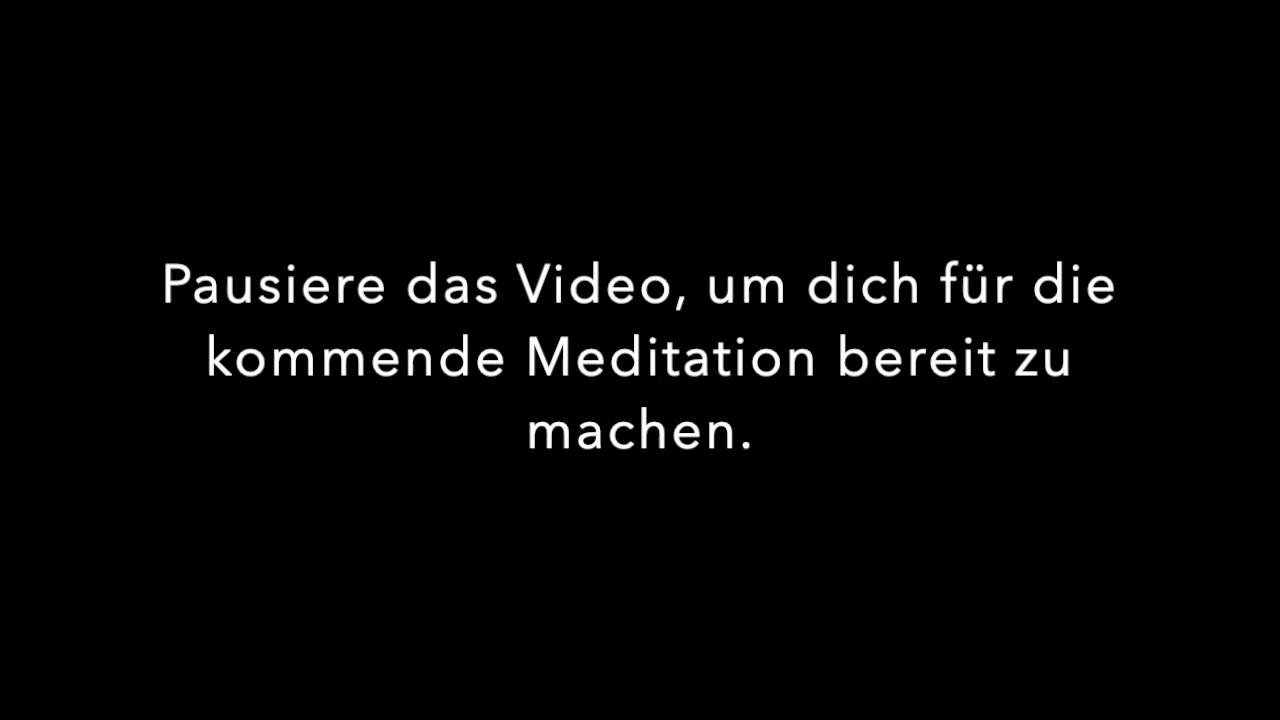 Pausiere das Video, um dich für die
kommende Meditation bereit zu
machen.